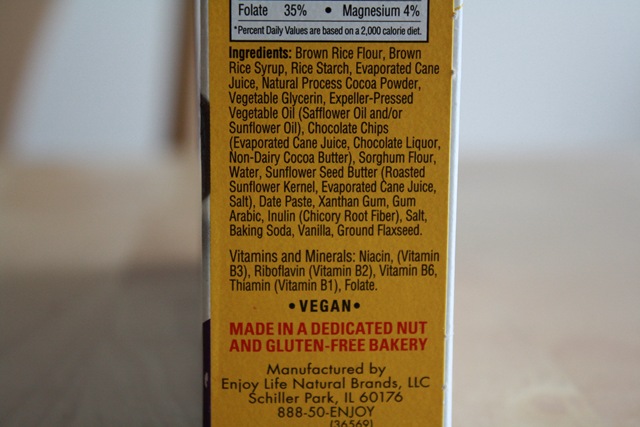 Folate 35% • Magnesium 4%
*Percent Daily Values are based on a 2,000 calorie diet.
Ingredients: Brown Rice Flour, Brown
Rice Syrup, Rice Starch, Evaporated Cane
Juice, Natural Process Cocoa Powder,
Vegetable Glycerin, Expeller-Pressed
Vegetable Oil (Safflower Oil and/or
Sunflower Oil), Chocolate Chips
(Evaporated Cane Juice, Chocolate Liquor,
Non-Dairy Cocoa Butter), Sorghum Flour,
Water, Sunflower Seed Butter (Roasted
Sunflower Kernel, Evaporated Cane Juice,
Salt), Date Paste, Xanthan Gum, Gum
Arabic, Inulin (Chicory Root Fiber), Salt,
Baking Soda, Vanilla, Ground Flaxseed.
Vitamins and Minerals: Niacin, (Vitamin
B3), Riboflavin (Vitamin B2), Vitamin B6,
Thiamin (Vitamin B1), Folate.
• VEGAN •
MADE IN A DEDICATED NUT
AND GLUTEN-FREE BAKERY
Manufactured by
Enjoy Life Natural Brands, LLC
Schiller Park, IL 60176
888-50-ENJOY
(36569)